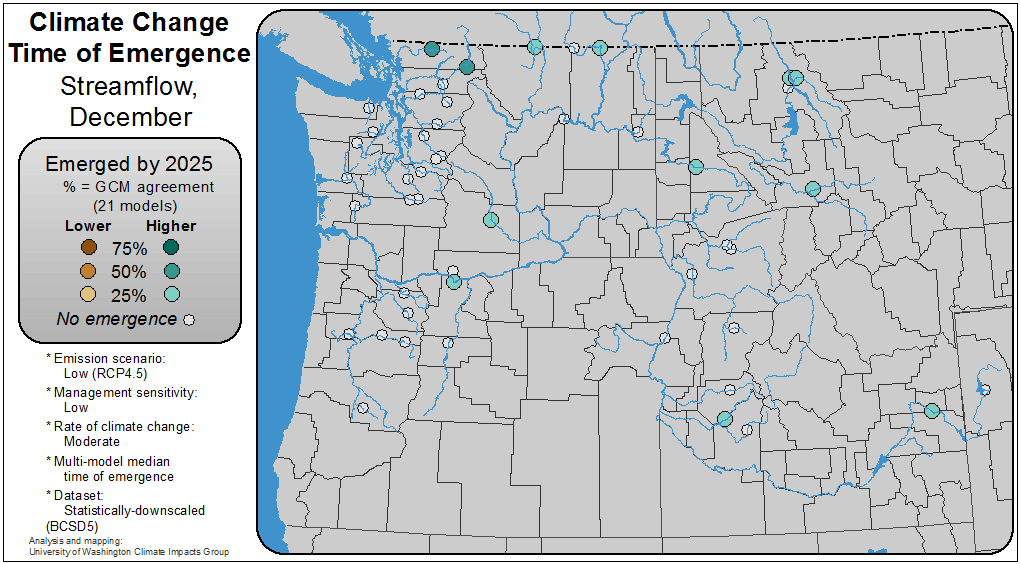 Climate Change
Time of Emergence
Streamflow,
December
Emerged by 2025
% = GCM agreement
(21 models)
Lower Higher
75%
50%
25%
No emergence
* Emission scenario:
Low (RCP4.5)
* Management sensitivity:
Low
* Rate of climate change:
Moderate
* Multi-model median
time of emergence
* Dataset:
Statistically-downscaled
(BCSD5)
Analysis and mapping:
University of Washington Climate Impacts Group